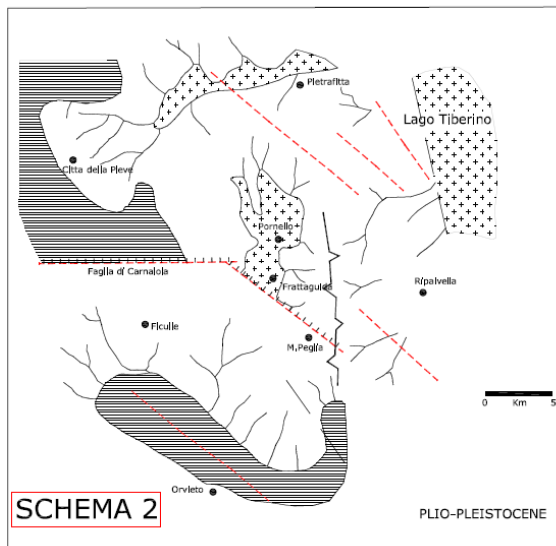 Pietrafitta
Lago Tiberino
Citta della Pieve
Pornello
Faglia di Carnaiola
Frattaguida
Ripalvella
Ficulle
M.Peglia
0 Km 5
Orvieto
SCHEMA 2
PLIO-PLEISTOCENE